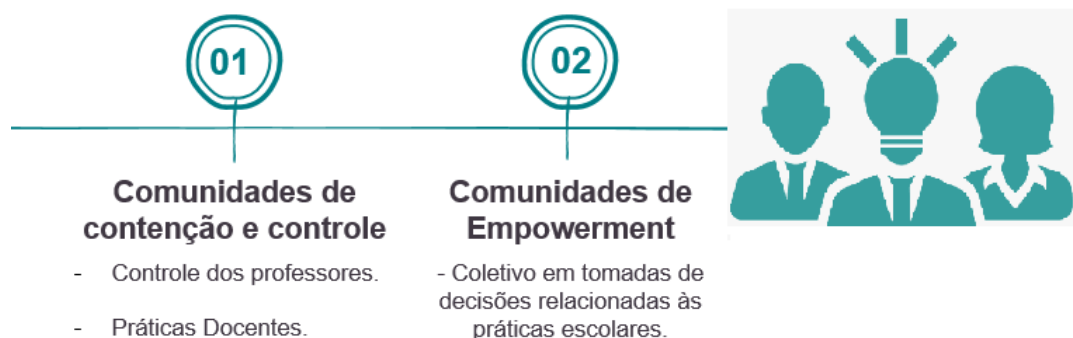 01
Comunidades de
contenção e controle
- Controle dos professores.
- Práticas Docentes.
02
Comunidades de
Empowerment
- Coletivo em tomadas de
decisões relacionadas às
práticas escolares.